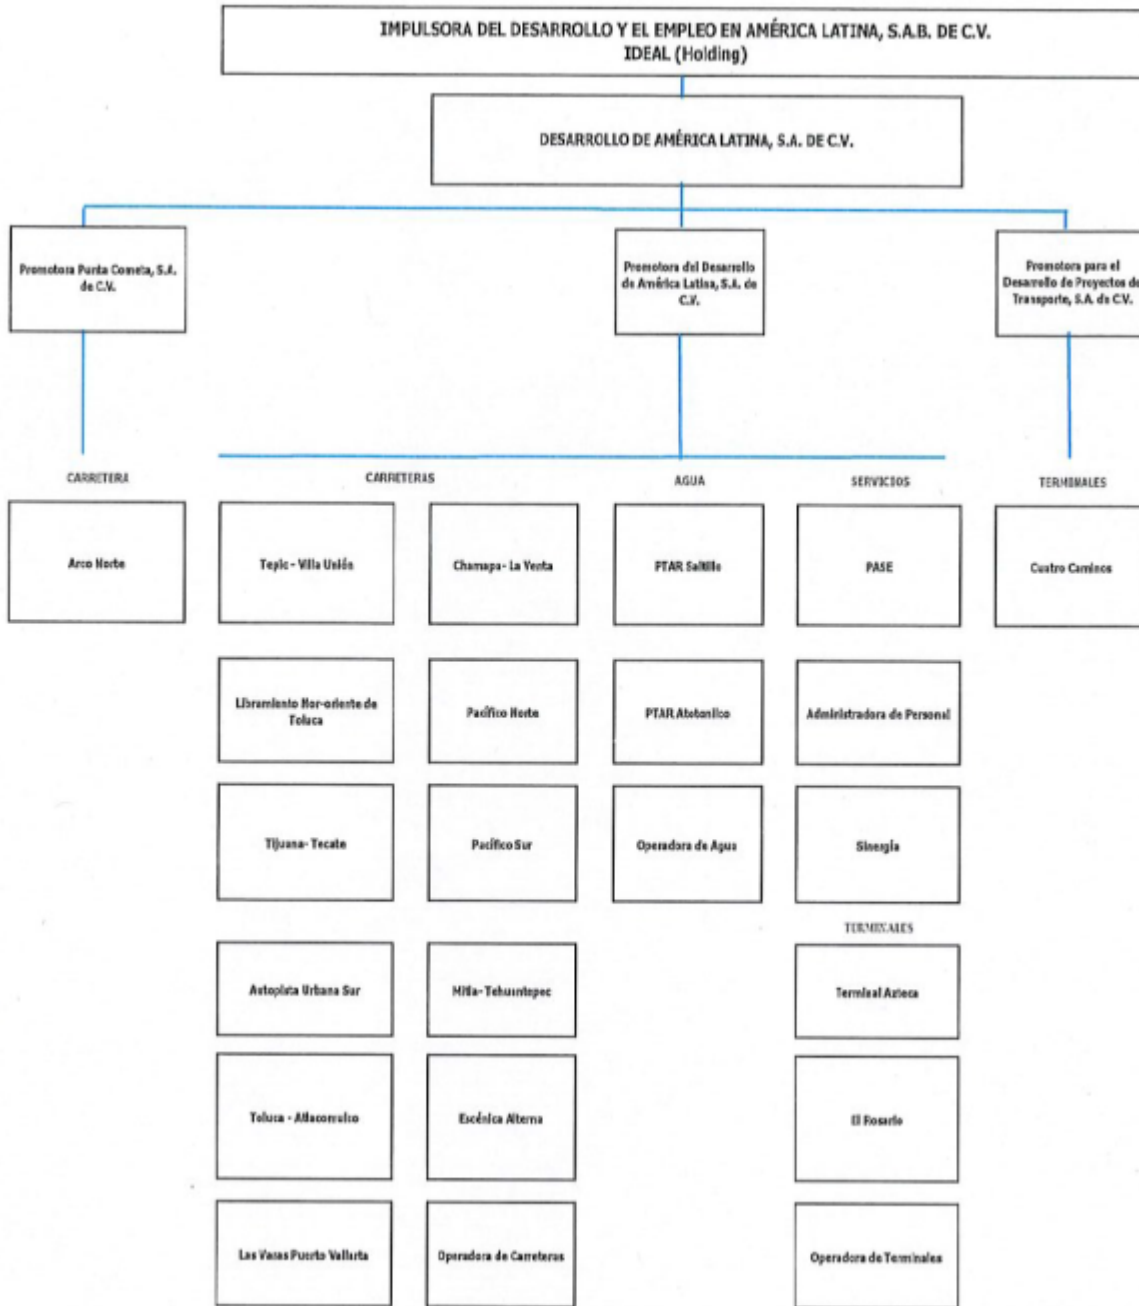 IMPULSORA DEL DESARROLLO Y EL EMPLEO EN AMÉRICA LATINA, S.A.B. DE C.V.
IDEAL (Holding)
DESARROLLO DE AMÉRICA LATINA, S.A. DE C.V.
Promotora Punta Cometa, S.A.
de C.V.
Promotora del Desarrollo
de América Latina, S.A. de
C.V.
Promotora para el
Desarrollo de Proyectos de
Transporte, S.A. de C.V.
CARRETERA
CARRETERAS
AGUA
SERVICIOS
TERMINALES
Arco Norte
Tepic - Villa Unión
Chamapa - La Venta
PTAR Saltillo
PASE
Cuatro Caminos
Libramiento Nor-oriente de
Toluca
Pacífico Norte
PTAR Atotonilco
Administradora de Personal
Tijuana- Tecate
Pacífico Sur
Operadora de Agua
Sinergia
TERMINALES
Autopista Urbana Sur
Mitla- Tehuantepec
Terminal Azteca
Toluca - Atlacomulco
Escénica Alterna
El Rosario
Las Varas Puerto Vallarta
Operadora de Carreteras
Operadora de Terminales